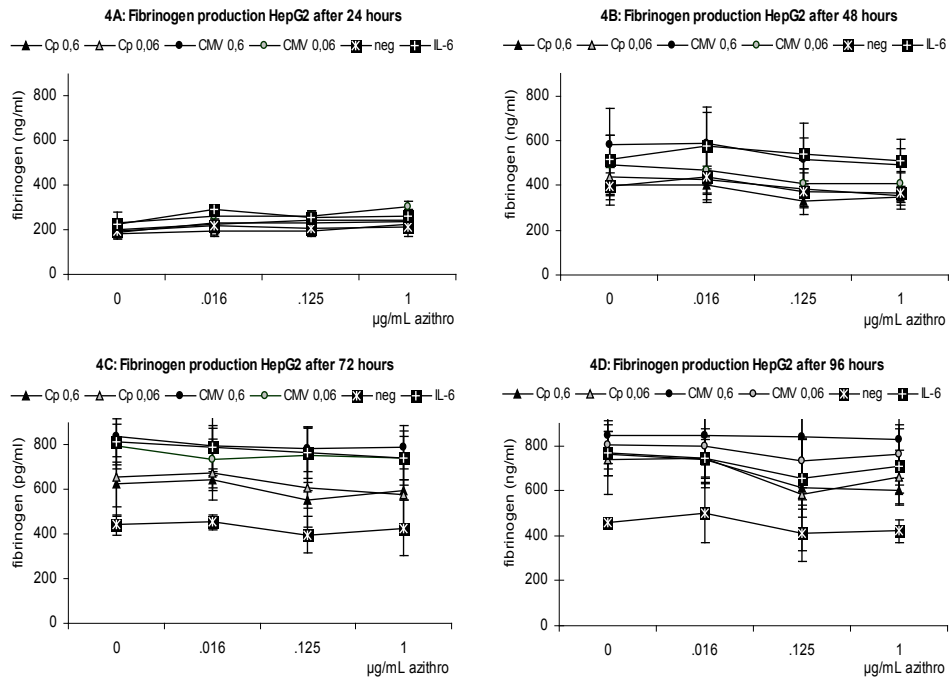 4A: Fibrinogen production HepG2 after 24 hours
Cp 0,6 Cp 0,06 CMV 0,6 CMV 0,06 neg IL-6
fibrinogen (ng/ml)
800
600
400
200
0
0 .016 .125 1
µg/mL azithro
4B: Fibrinogen production HepG2 after 48 hours
Cp 0,6 Cp 0,06 CMV 0,6 CMV 0,06 neg IL-6
fibrinogen (ng/ml)
800
600
400
200
0
0 .016 .125 1
µg/mL azithro
4C: Fibrinogen production HepG2 after 72 hours
Cp 0,6 Cp 0,06 CMV 0,6 CMV 0,06 neg IL-6
fibrinogen (pg/ml)
800
600
400
200
0
0 .016 .125 1
µg/mL azithro
4D: Fibrinogen production HepG2 after 96 hours
Cp 0,6 Cp 0,06 CMV 0,6 CMV 0,06 neg IL-6
fibrinogen (ng/ml)
800
600
400
200
0
0 .016 .125 1
µg/mL azithro